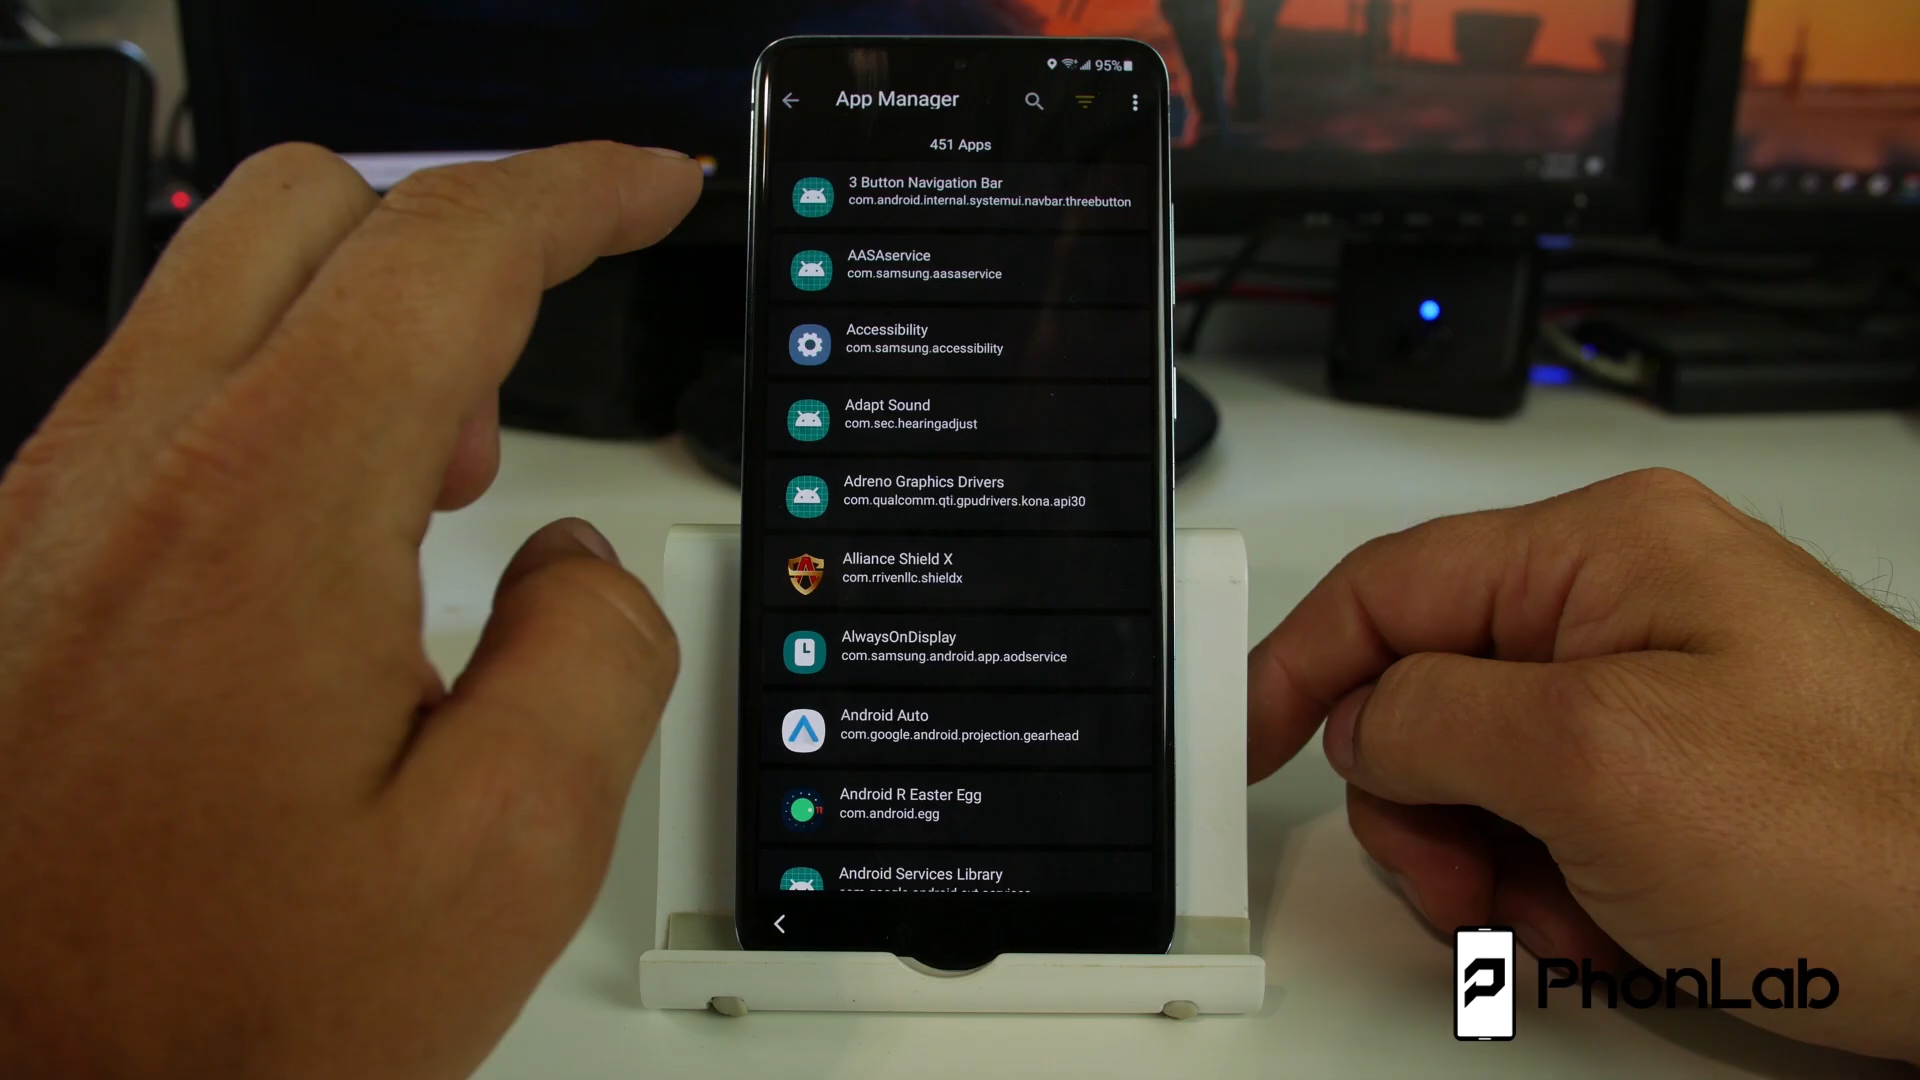 95%
App Manager
451 Apps
3 Button Navigation Bar
com.android.internal.systemui.navbar.threebutton
AASAservice
com.samsung.aasaservice
Accessibility
com.samsung.accessibility
Adapt Sound
com.sec.hearingadjust
Adreno Graphics Drivers
com.qualcomm.qti.gpudrivers.kona.api30
Alliance Shield X
com.rrivenllc.shieldx
AlwaysOnDisplay
com.samsung.android.app.aodservice
Android Auto
com.google.android.projection.gearhead
11
Android R Easter Egg
com.android.egg
Android Services Library
PhonLab